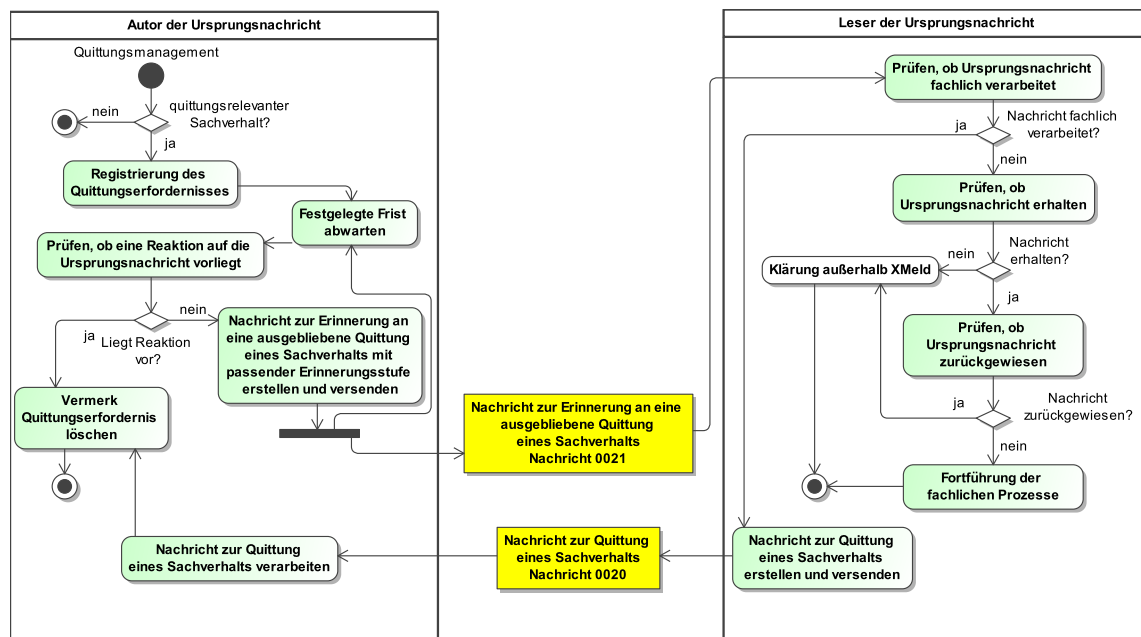 Autor der Ursprungsnachricht
Quittungsmanagement
nein
quittungsrelevanter
Sachverhalt?
ja
Registrierung des
Quittungserfordernisses
Festgelegte Frist
abwarten
Prüfen, ob eine Reaktion auf die
Ursprungsnachricht vorliegt
nein
ja
Liegt Reaktion
vor?
Nachricht zur Erinnerung an
eine ausgebliebene Quittung
eines Sachverhalts mit
passender Erinnerungsstufe
erstellen und versenden
Vermerk
Quittungserfordernis
löschen
Nachricht zur Quittung
eines Sachverhalts verarbeiten
Nachricht zur Erinnerung an eine
ausgebliebene Quittung
eines Sachverhalts
Nachricht 0021
Nachricht zur Quittung
eines Sachverhalts
Nachricht 0020
Leser der Ursprungsnachricht
Prüfen, ob Ursprungsnachricht
fachlich verarbeitet
Nachricht fachlich
verarbeitet?
ja
nein
Prüfen, ob
Ursprungsnachricht erhalten
Nachricht
erhalten?
nein
Klärung außerhalb XMeld
ja
Prüfen, ob
Ursprungsnachricht
zurückgewiesen
Nachricht
zurückgewiesen?
ja
nein
Fortführung der
fachlichen Prozesse
Nachricht zur Quittung
eines Sachverhalts
erstellen und versenden